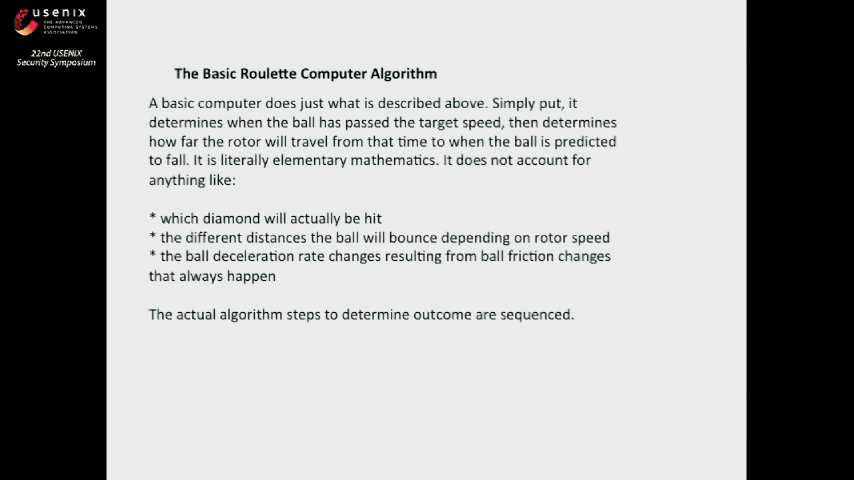 usenix
THE ADVANCED
COMPUTING SYSTEMS
ASSOCIATION
22nd USENIX
Security Symposium
The Basic Roulette Computer Algorithm
A basic computer does just what is described above. Simply put, it
determines when the ball has passed the target speed, then determines
how far the rotor will travel from that time to when the ball is predicted
to fall. It is literally elementary mathematics. It does not account for
anything like:
* which diamond will actually be hit
* the different distances the ball will bounce depending on rotor speed
* the ball deceleration rate changes resulting from ball friction changes
that always happen
The actual algorithm steps to determine outcome are sequenced.